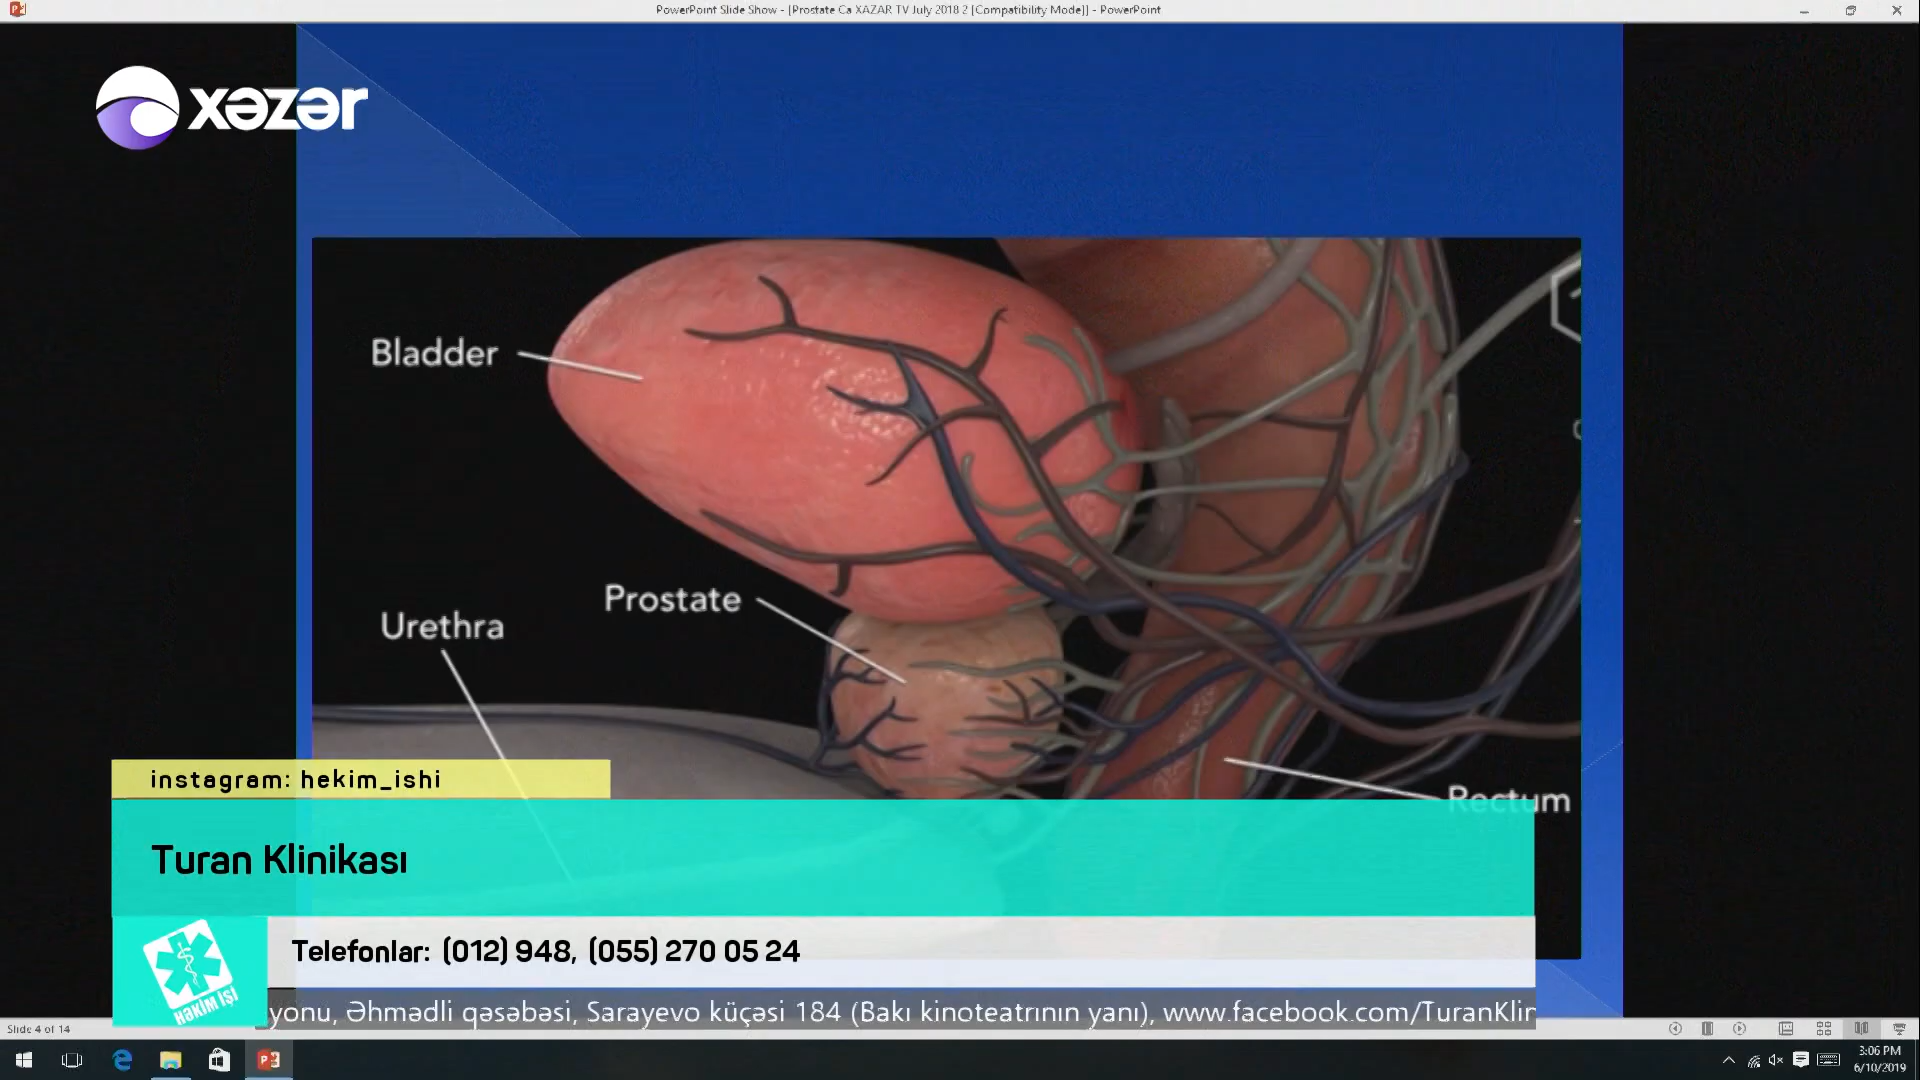 PowerPoint Slide Show - [Prostate Ca XAZAR TV July 2018 2 [Compatibility Mode]] - PowerPoint
xəzər
Bladder
Prostate
Urethra
Rectum
instagram: hekim_ishi
Turan Klinikası
Telefonlar: (012) 948, (055) 270 05 24
HƏKİM İŞİ
yonu, Əhmədli qəsəbəsi, Sarayevo küçəsi 184 (Bakı kinoteatrının yanı), www.facebook.com/TuranKlin
Slide 4 of 14
3:06 PM
6/10/2019